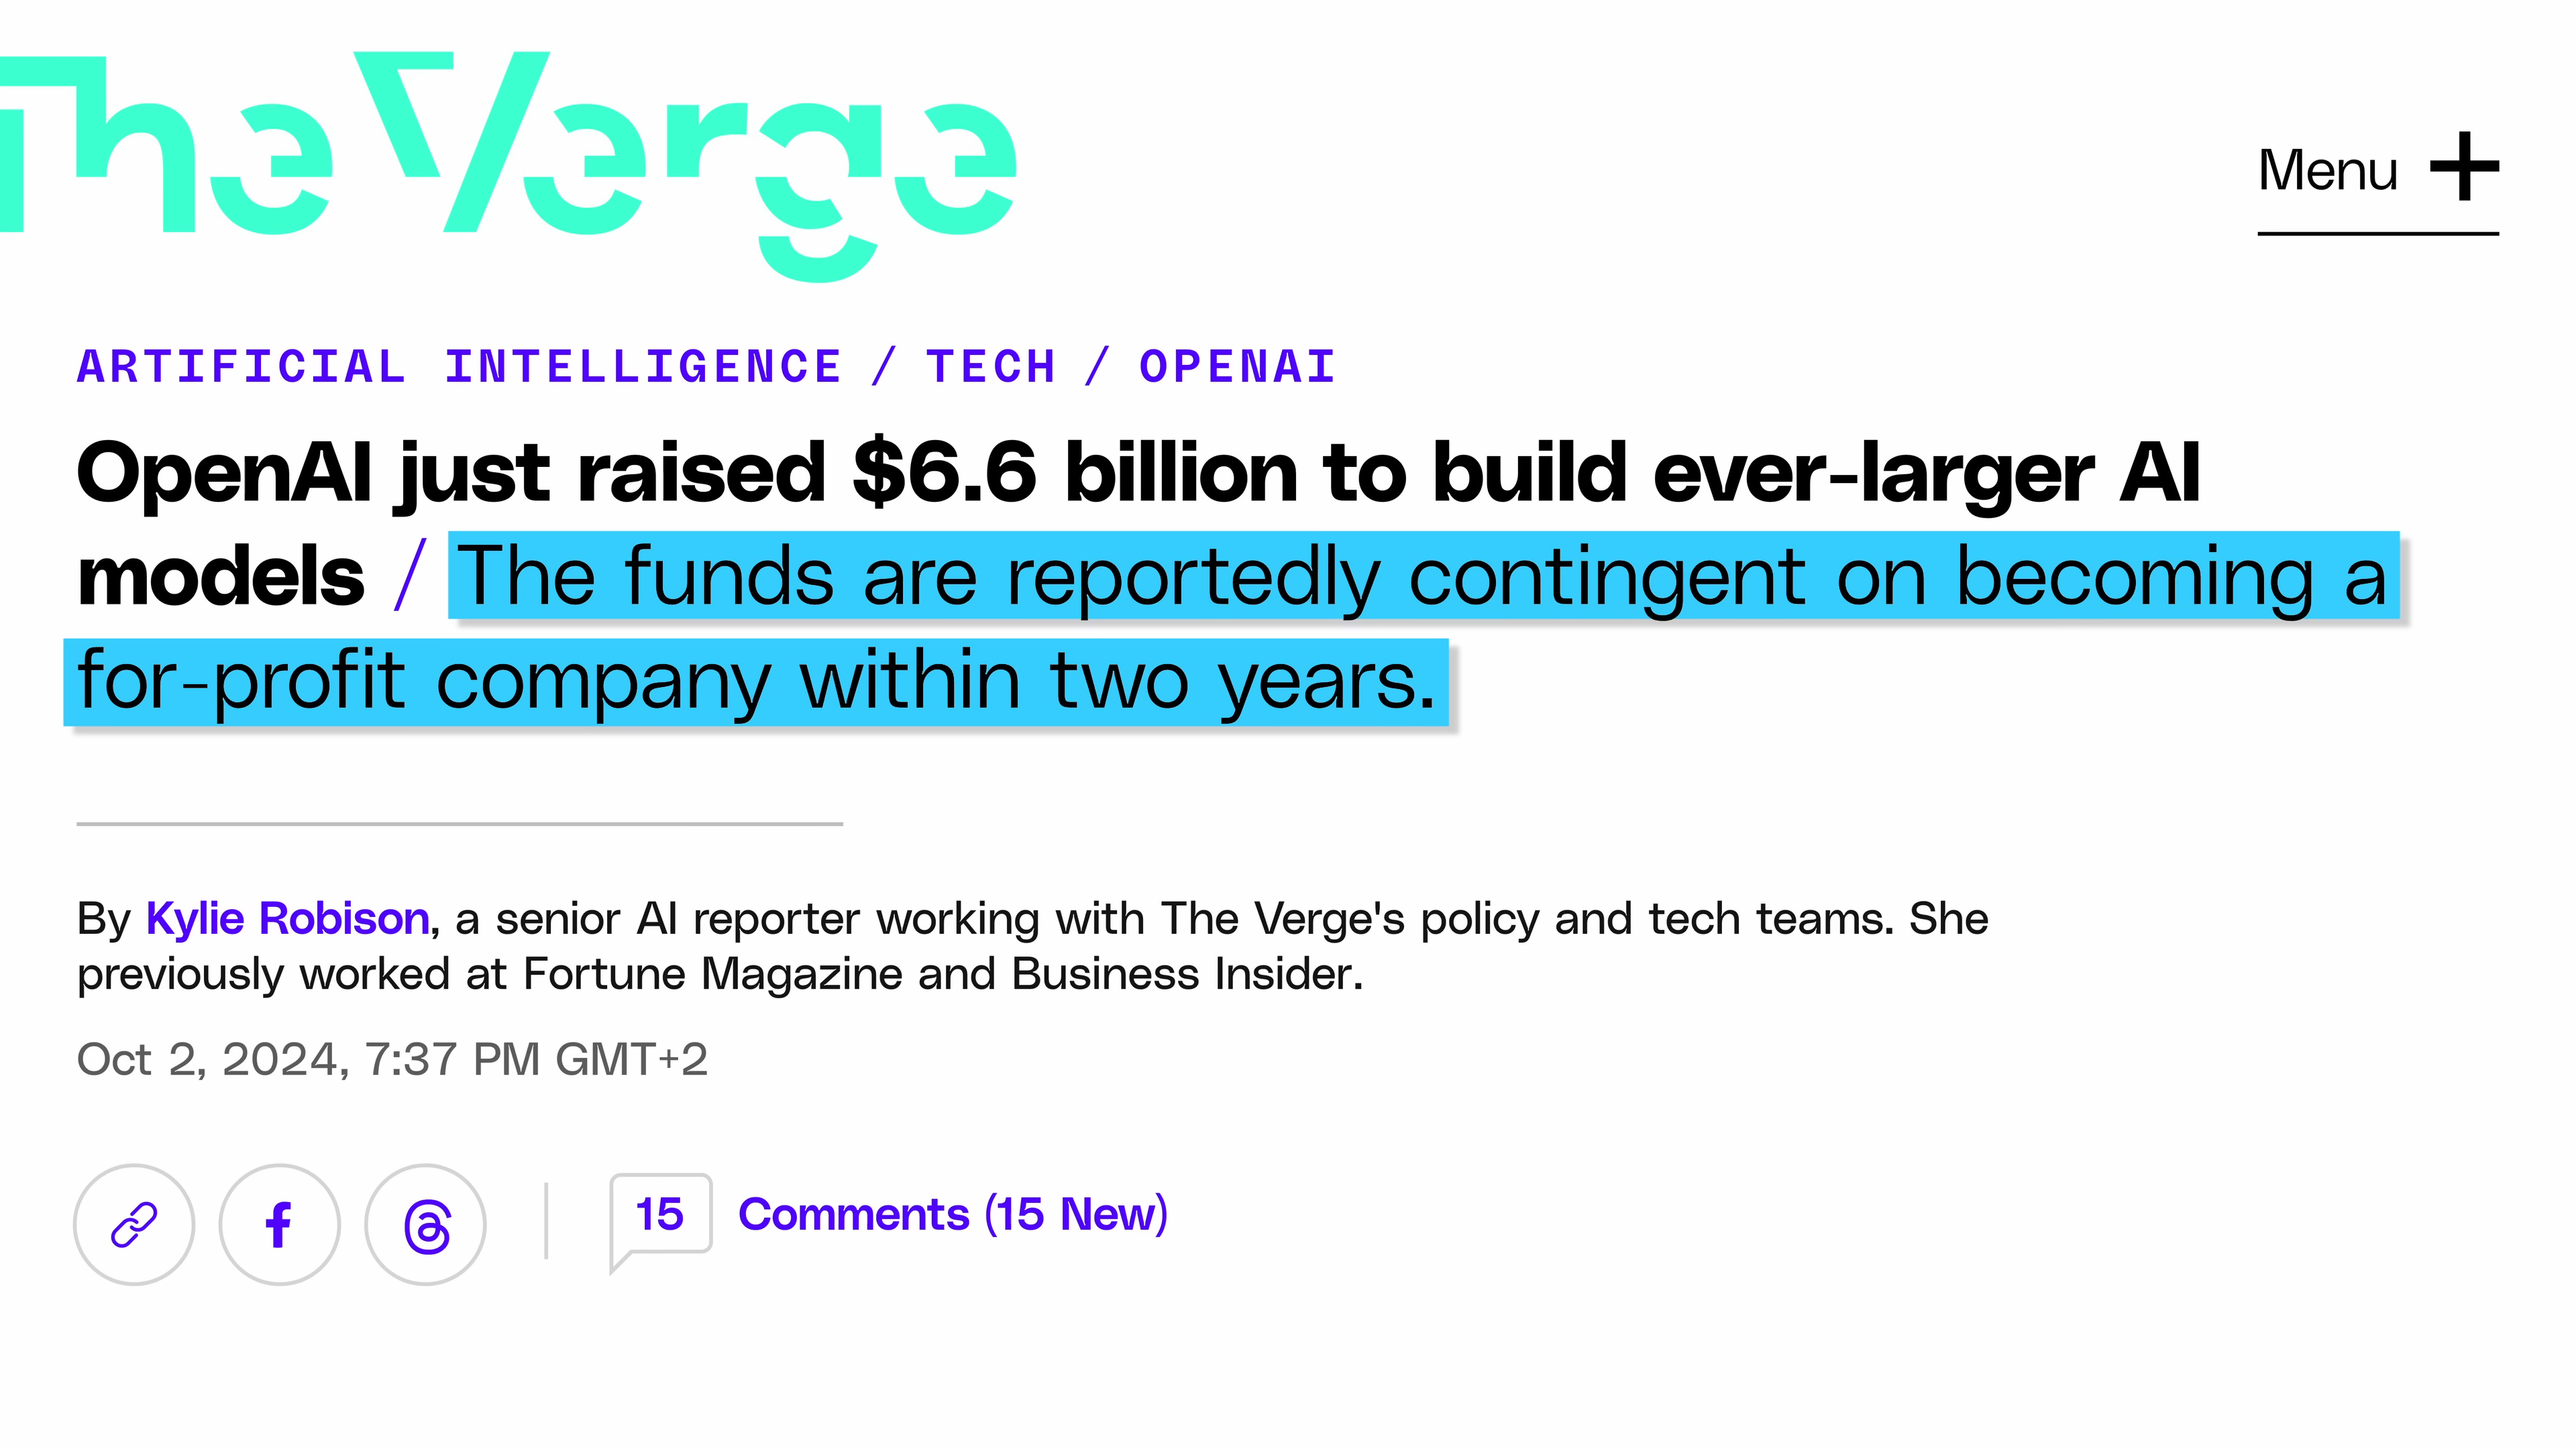 The Verge
Menu
ARTIFICIAL INTELLIGENCE / TECH / OPENAI
OpenAI just raised $6.6 billion to build ever-larger AI
models / The funds are reportedly contingent on becoming a
for-profit company within two years.
By Kylie Robison, a senior AI reporter working with The Verge's policy and tech teams. She
previously worked at Fortune Magazine and Business Insider.
Oct 2, 2024, 7:37 PM GMT+2
15 Comments (15 New)